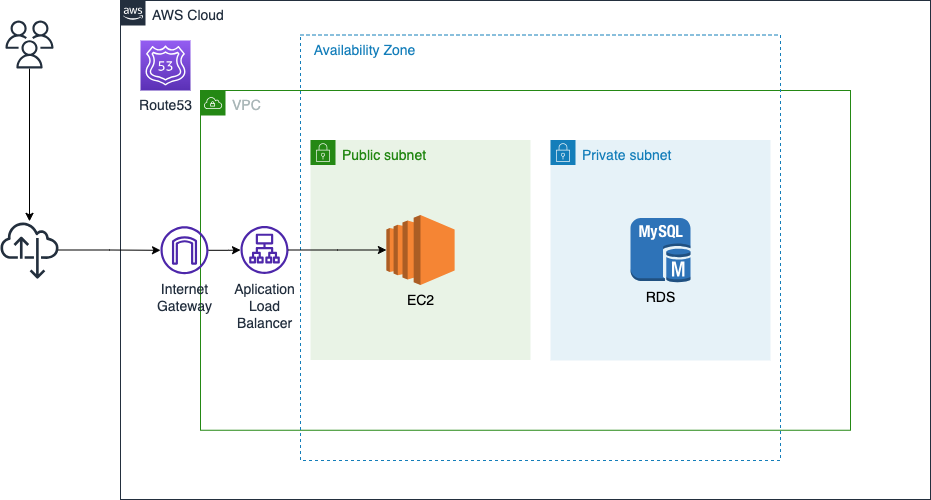 aws
AWS Cloud
Availability Zone
53
Route53
VPC
Public subnet
Private subnet
MySQL
M
EC2
RDS
Internet
Gateway
Aplication
Load
Balancer